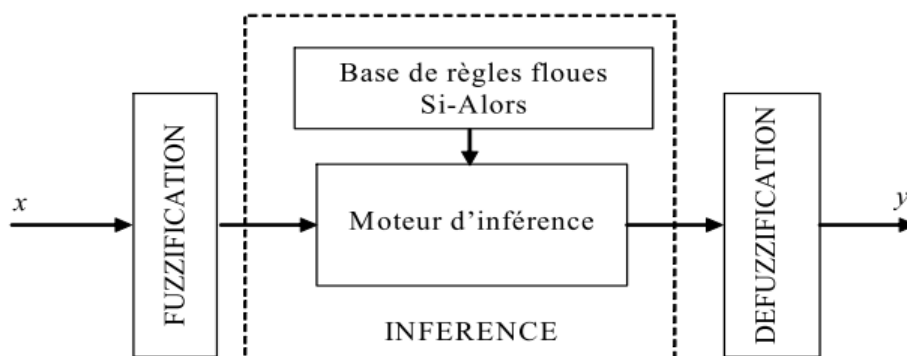 Base de règles floues
Si-Alors
FUZZIFICATION
DEFUZZIFICATION
x
Moteur d'inférence
y
INFERENCE